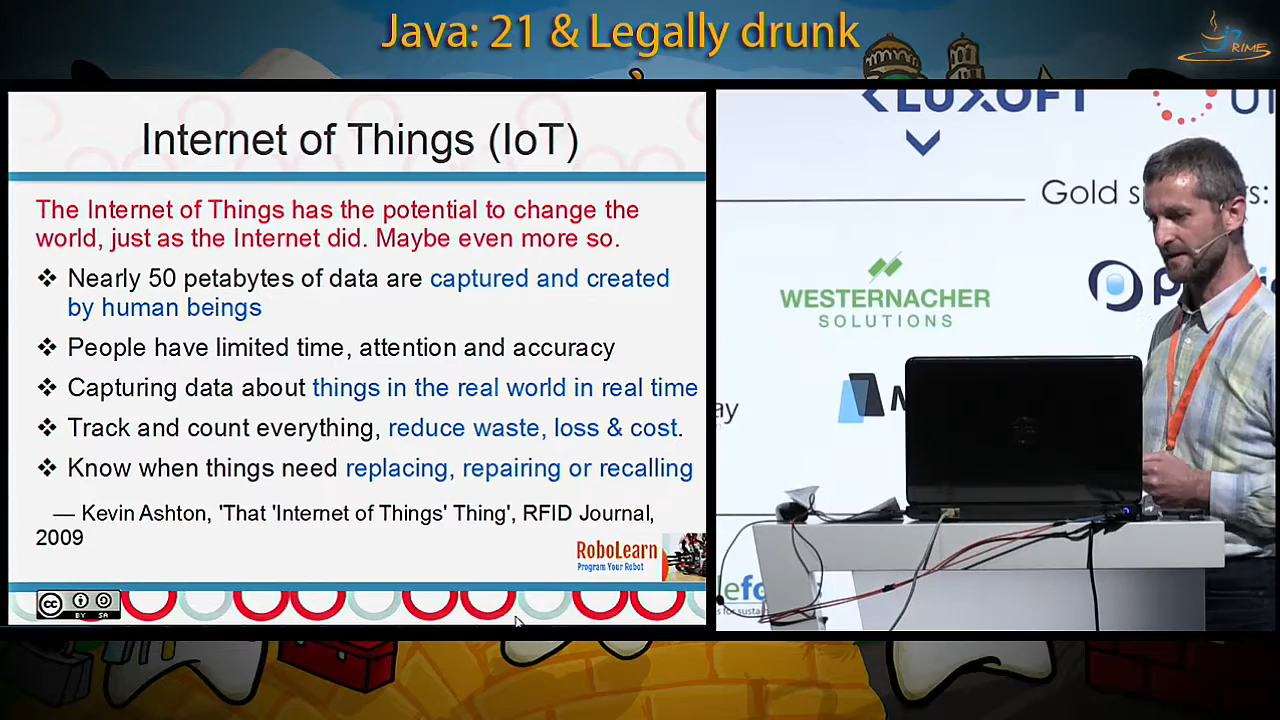 Java: 21 & Legally drunk
JPRIME
Internet of Things (IoT)
The Internet of Things has the potential to change the
world, just as the Internet did. Maybe even more so.
❖ Nearly 50 petabytes of data are captured and created
by human beings
❖ People have limited time, attention and accuracy
❖ Capturing data about things in the real world in real time
❖ Track and count everything, reduce waste, loss & cost.
❖ Know when things need replacing, repairing or recalling
— Kevin Ashton, 'That 'Internet of Things' Thing', RFID Journal,
2009
RoboLearn
Program Your Robot
cc BY SA
LUXOFT
Gold s
WESTERNACHER
SOLUTIONS